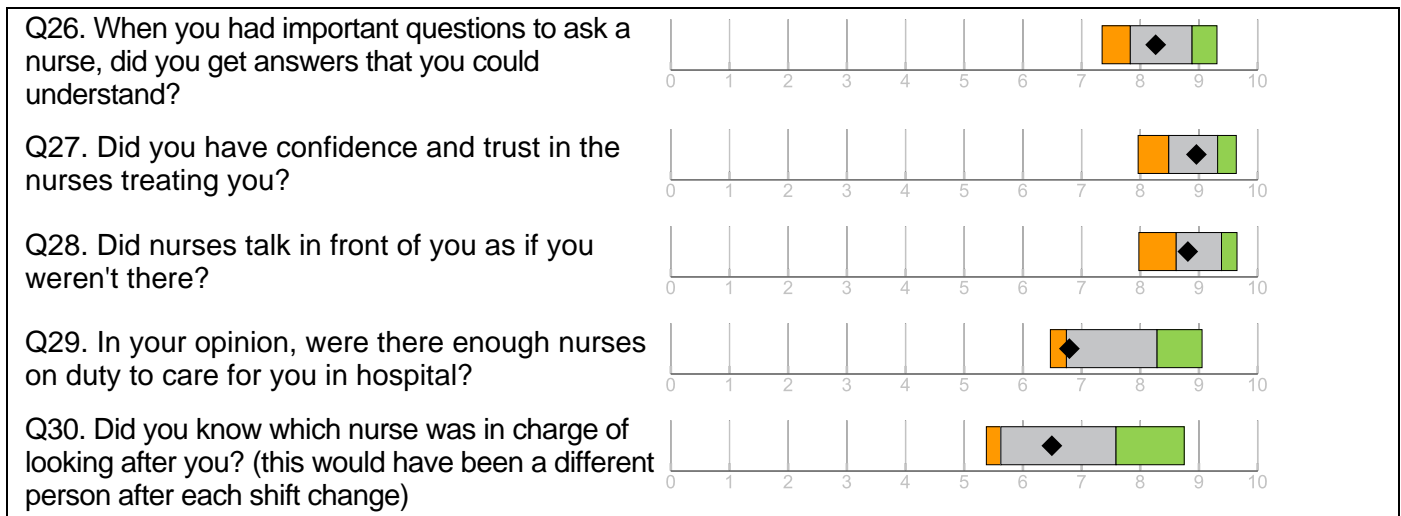 Q26. When you had important questions to ask a
nurse, did you get answers that you could
understand?
0 1 2 3 4 5 6 7 8 9 10
Q27. Did you have confidence and trust in the
nurses treating you?
0 1 2 3 4 5 6 7 8 9 10
Q28. Did nurses talk in front of you as if you
weren't there?
0 1 2 3 4 5 6 7 8 9 10
Q29. In your opinion, were there enough nurses
on duty to care for you in hospital?
0 1 2 3 4 5 6 7 8 9 10
Q30. Did you know which nurse was in charge of
looking after you? (this would have been a different
person after each shift change)
0 1 2 3 4 5 6 7 8 9 10